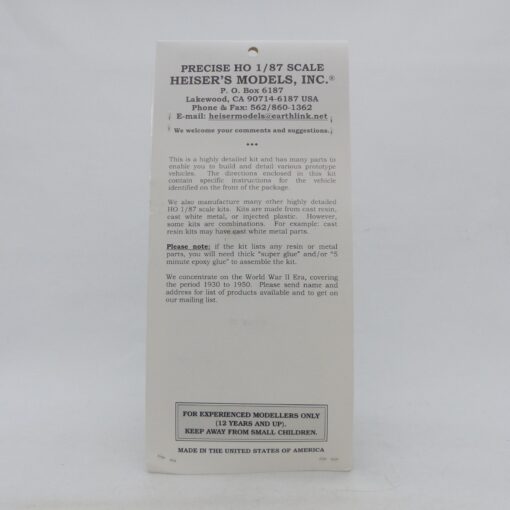 PRECISE HO 1/87 SCALE
HEISER'S MODELS, INC.®
P. O. Box 6187
Lakewood, CA 90714-6187 USA
Phone & Fax: 562/860-1362
E-mail: heisermodels@earthlink.net
We welcome your comments and suggestions.
***
This is a highly detailed kit and has many parts to
enable you to build and detail various prototype
vehicles. The directions enclosed in this kit
contain specific instructions for the vehicle
identified on the front of the package.
We also manufacture many other highly detailed
HO 1/87 scale kits. Kits are made from cast resin,
cast white metal, or injected plastic. However,
some kits are combinations. For example: cast
resin kits may have cast white metal parts.
Please note: if the kit lists any resin or metal
parts, you will need thick "super glue" and/or "5
minute epoxy glue" to assemble the kit.
We concentrate on the World War II Era, covering
the period 1930 to 1950. Please send name and
address for list of products available and to get on
our mailing list.
FOR EXPERIENCED MODELLERS ONLY
(12 YEARS AND UP).
KEEP AWAY FROM SMALL CHILDREN.
MADE IN THE UNITED STATES OF AMERICA